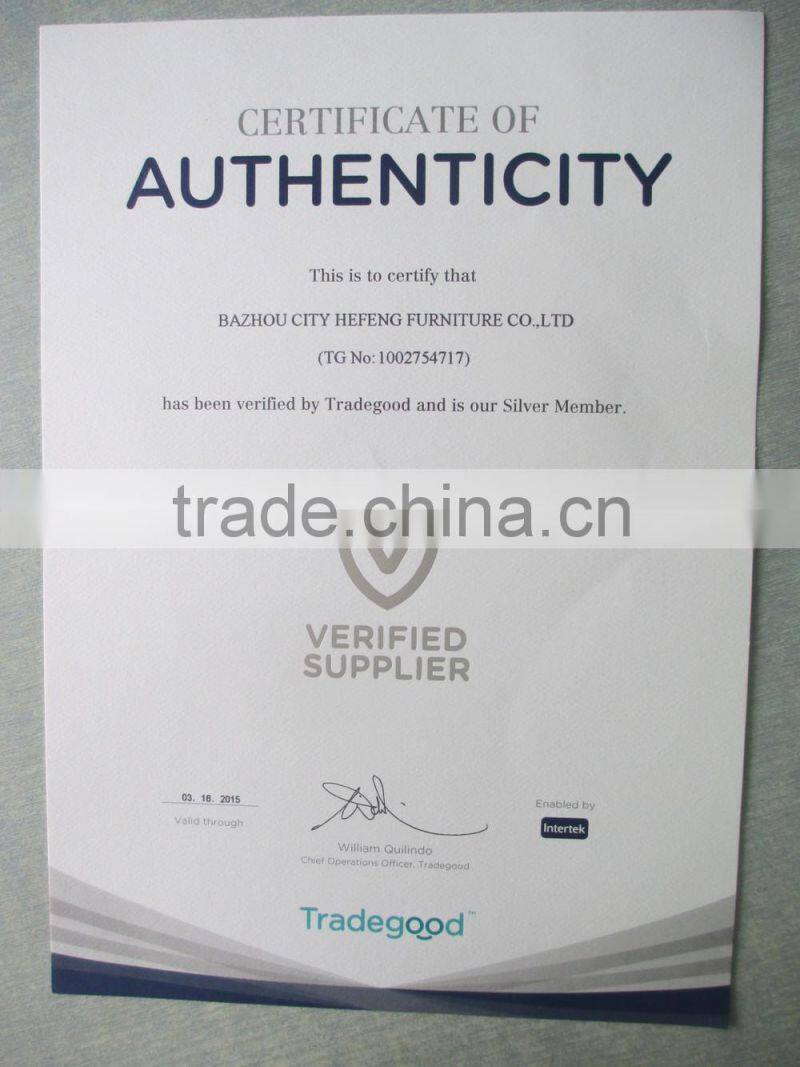 CERTIFICATE OF
AUTHENTICITY
This is to certify that
BAZHOU CITY HEFENG FURNITURE CO.,LTD
(TG No:1002754717)
has been verified by Tradegood and is our Silver Member.
trade.china.cn
VERIFIED
SUPPLIER
03. 16. 2015
Valid through
William Quilindo
Chief Operations Officer, Tradegood
Enabled by
Intertek
Tradegood™